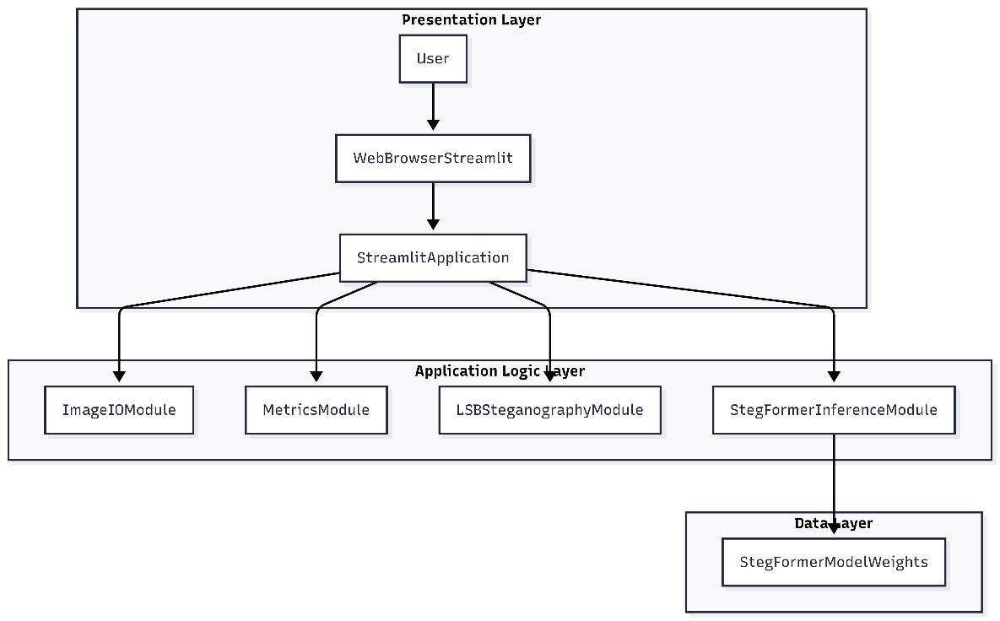 Presentation Layer
User
WebBrowserStreamlit
StreamlitApplication
Application Logic Layer
ImageIOModule
MetricsModule
LSBSteganographyModule
StegFormerInferenceModule
Data Layer
StegFormerModelWeights